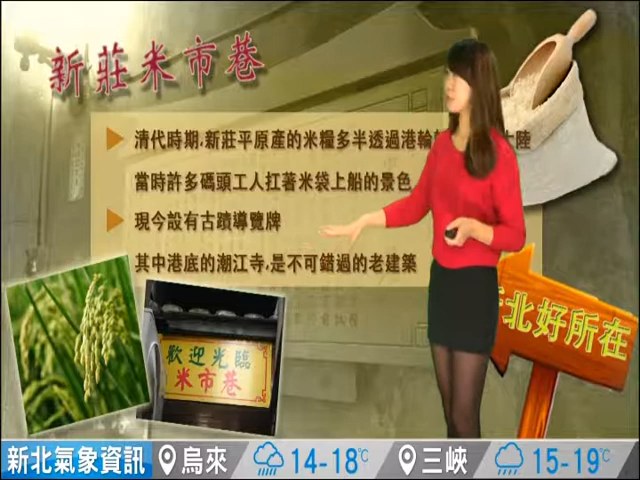 新莊米市巷
清代時期.新莊平原產的米糧多半透過港輪 大陸
當時許多碼頭工人扛著米袋上船的景色
現今設有古蹟導覽牌
其中港底的潮江寺.是不可錯過的老建築
歡迎光臨
米市巷
北好所在
新北氣象資訊 烏來 14-18℃ 三峽 15-19℃